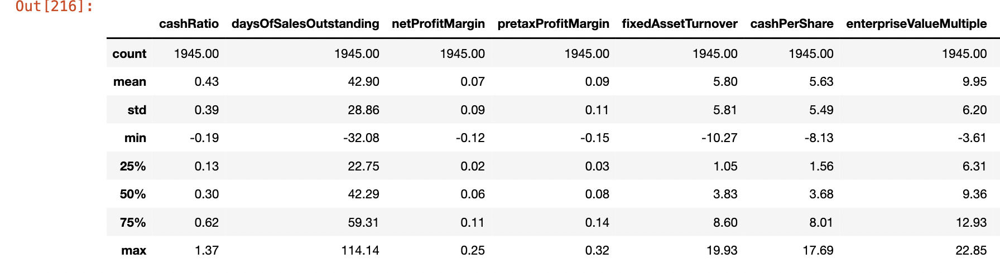 Out[216]:
cashRatio daysOfSalesOutstanding netProfitMargin pretaxProfitMargin fixedAssetTurnover cashPerShare enterpriseValueMultiple
count 1945.00 1945.00 1945.00 1945.00 1945.00 1945.00 1945.00
mean 0.43 42.90 0.07 0.09 5.80 5.63 9.95
std 0.39 28.86 0.09 0.11 5.81 5.49 6.20
min -0.19 -32.08 -0.12 -0.15 -10.27 -8.13 -3.61
25% 0.13 22.75 0.02 0.03 1.05 1.56 6.31
50% 0.30 42.29 0.06 0.08 3.83 3.68 9.36
75% 0.62 59.31 0.11 0.14 8.60 8.01 12.93
max 1.37 114.14 0.25 0.32 19.93 17.69 22.85